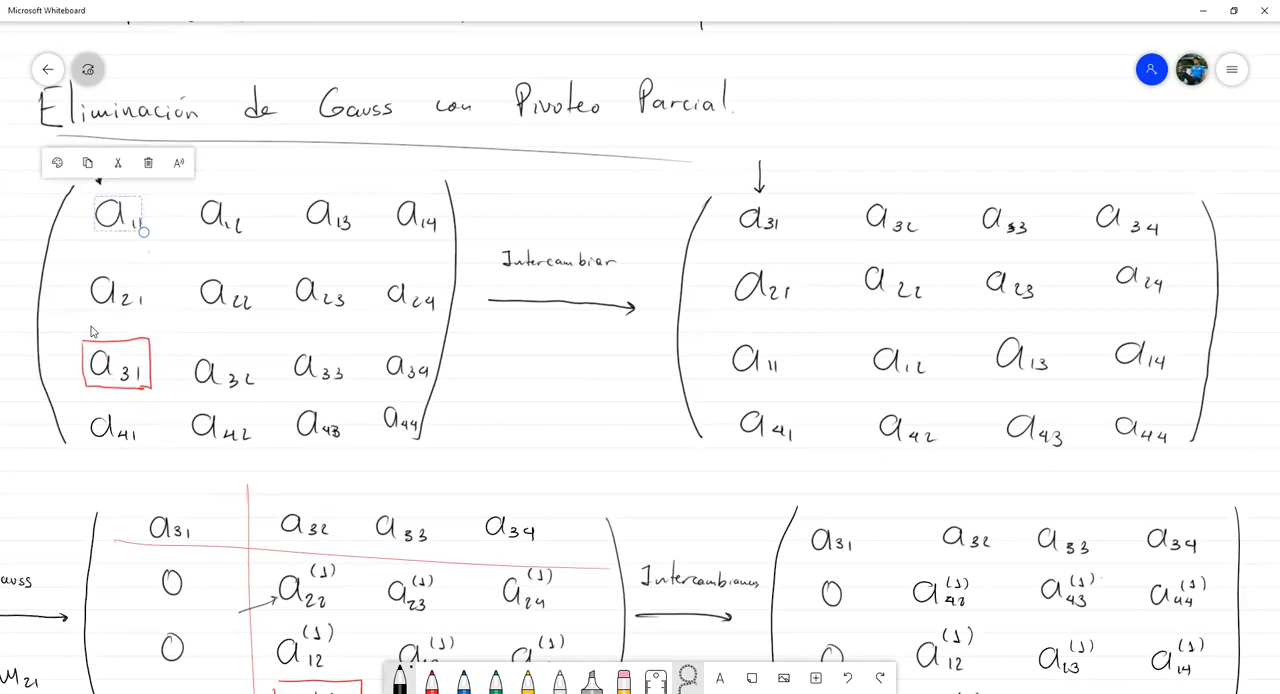 Microsoft Whiteboard
Eliminación de Gauss con Pivoteo Parcial.
a11 a12 a13 a14
a21 a22 a23 a24
a31 a32 a33 a34
a41 a42 a43 a44
Intercambiar
a31 a32 a33 a34
a21 a22 a23 a24
a11 a12 a13 a14
a41 a42 a43 a44
auss
m21
a31 a32 a33 a34
0 a22(1) a23(1) a24(1)
0 a12(1)
Intercambiamos
a31 a32 a33 a34
0 a42(1) a43(1) a44(1)
0 a12(1) a13(1) a14(1)